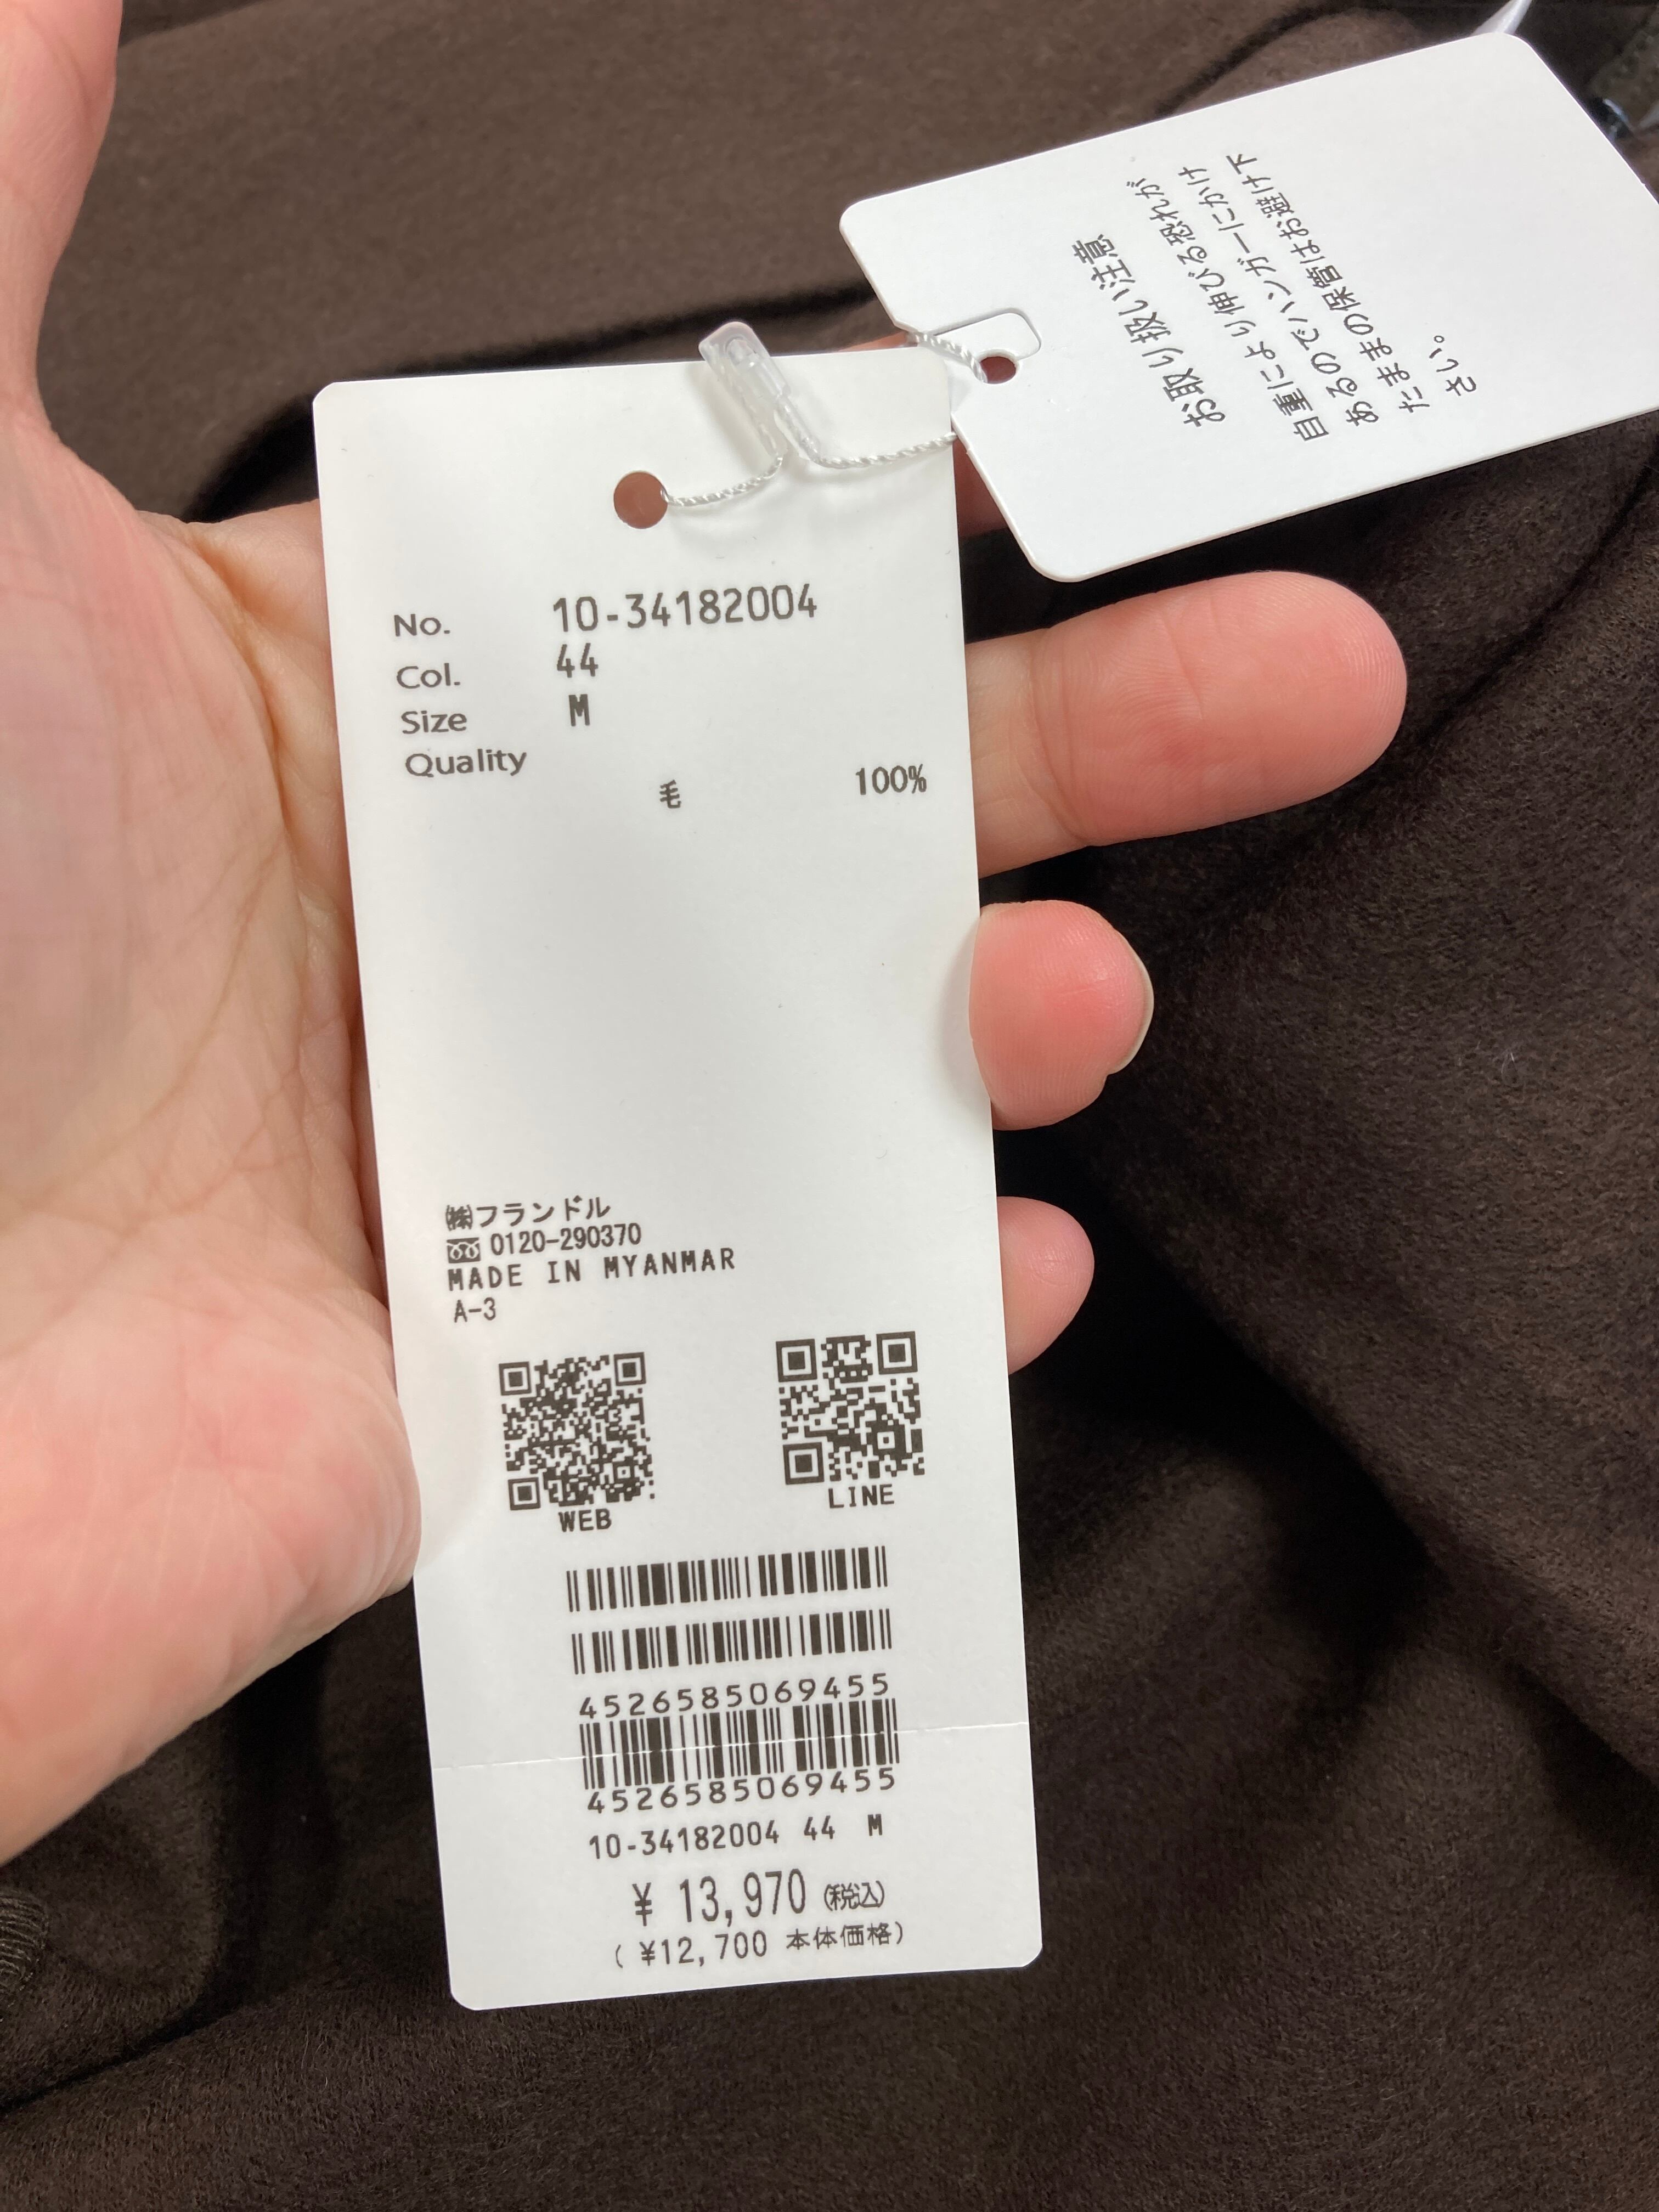 No. 10-34182004
Col. 44
Size M
Quality
毛 100%
㈱フランドル
0120-290370
MADE IN MYANMAR
A-3
WEB
LINE
4526585069455
4526585069455
10-34182004 44 M
¥ 13,970 (税込)
( ¥12,700 本体価格)
お取り扱い注意
自重により伸びる恐れが
あるのでハンガーにかけ
たままの保管はお避け下
さい。